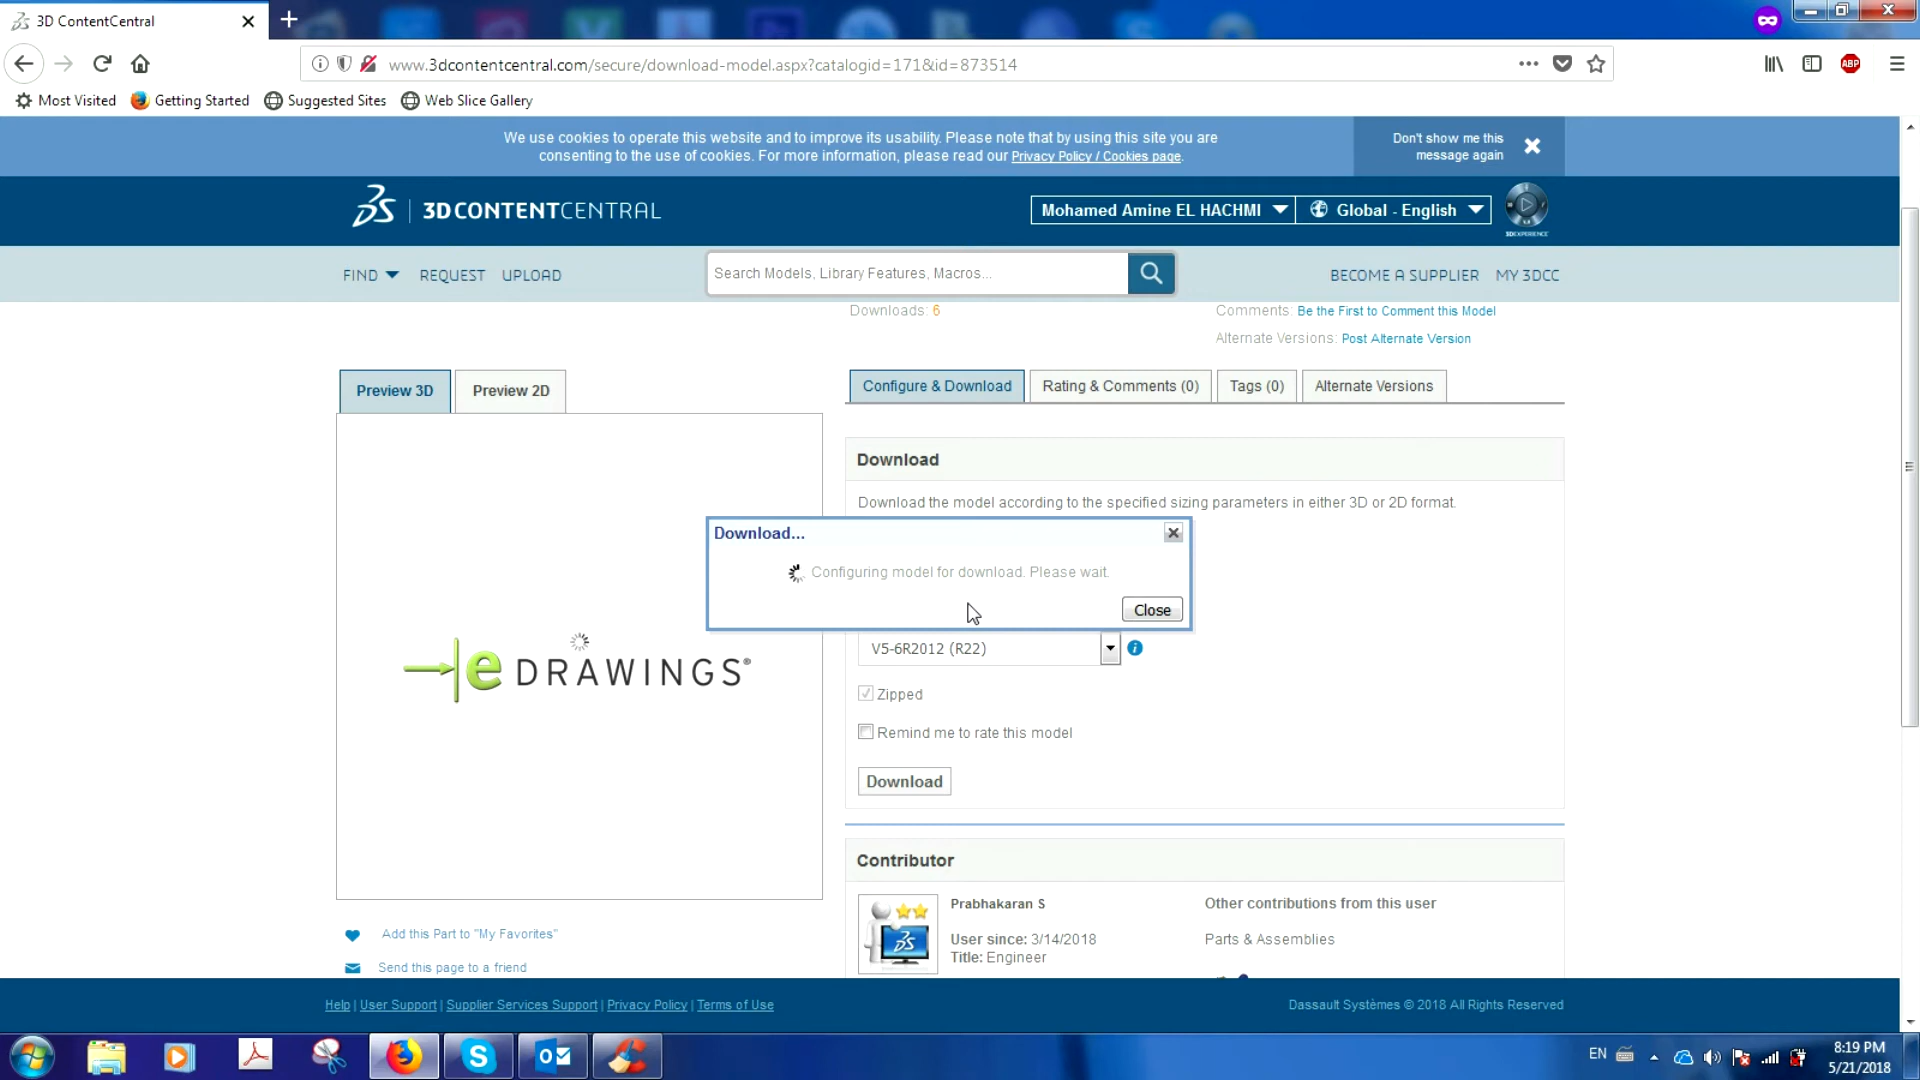 3D ContentCentral
www.3dcontentcentral.com/secure/download-model.aspx?catalogid=171&id=873514
ABP
Most Visited
Getting Started
Suggested Sites
Web Slice Gallery
We use cookies to operate this website and to improve its usability. Please note that by using this site you are
consenting to the use of cookies. For more information, please read our Privacy Policy / Cookies page.
Don't show me this
message again
3DCONTENTCENTRAL
Mohamed Amine EL HACHMI
Global - English
3DEXPERIENCE
FIND
REQUEST
UPLOAD
Search Models, Library Features, Macros...
BECOME A SUPPLIER
MY 3DCC
Downloads: 6
Comments: Be the First to Comment this Model
Alternate Versions: Post Alternate Version
Preview 3D
Preview 2D
Configure & Download
Rating & Comments (0)
Tags (0)
Alternate Versions
Download
Download the model according to the specified sizing parameters in either 3D or 2D format.
Download...
Configuring model for download. Please wait.
Close
V5-6R2012 (R22)
Zipped
Remind me to rate this model
Download
e DRAWINGS®
Contributor
Prabhakaran S
User since: 3/14/2018
Title: Engineer
Other contributions from this user
Parts & Assemblies
Add this Part to "My Favorites"
Send this page to a friend
Help | User Support | Supplier Services Support | Privacy Policy | Terms of Use
Dassault Systèmes © 2018 All Rights Reserved
EN
8:19 PM
5/21/2018